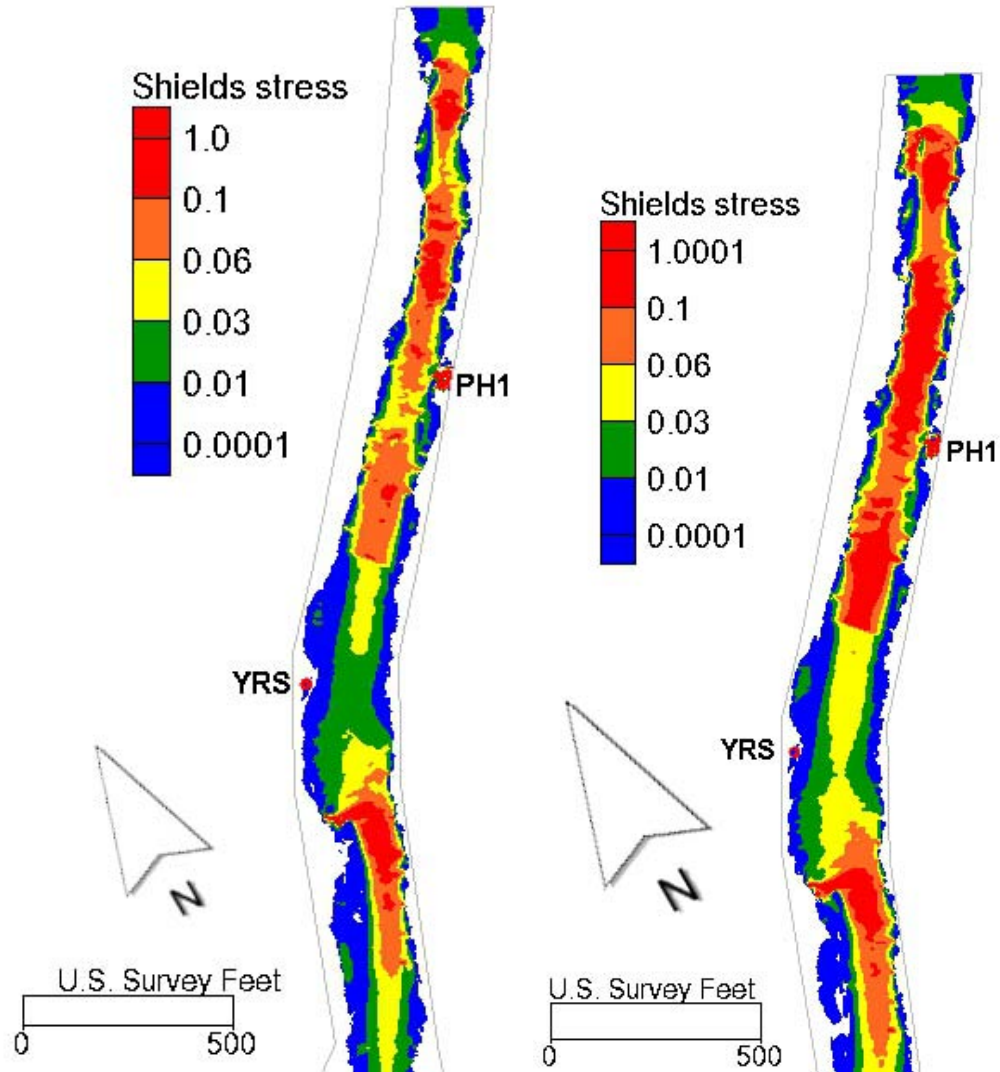 Shields stress
1.0
0.1
0.06
0.03
0.01
0.0001
PH1
YRS
N
U.S. Survey Feet
0 500
Shields stress
1.0001
0.1
0.06
0.03
0.01
0.0001
PH1
YRS
N
U.S. Survey Feet
0 500